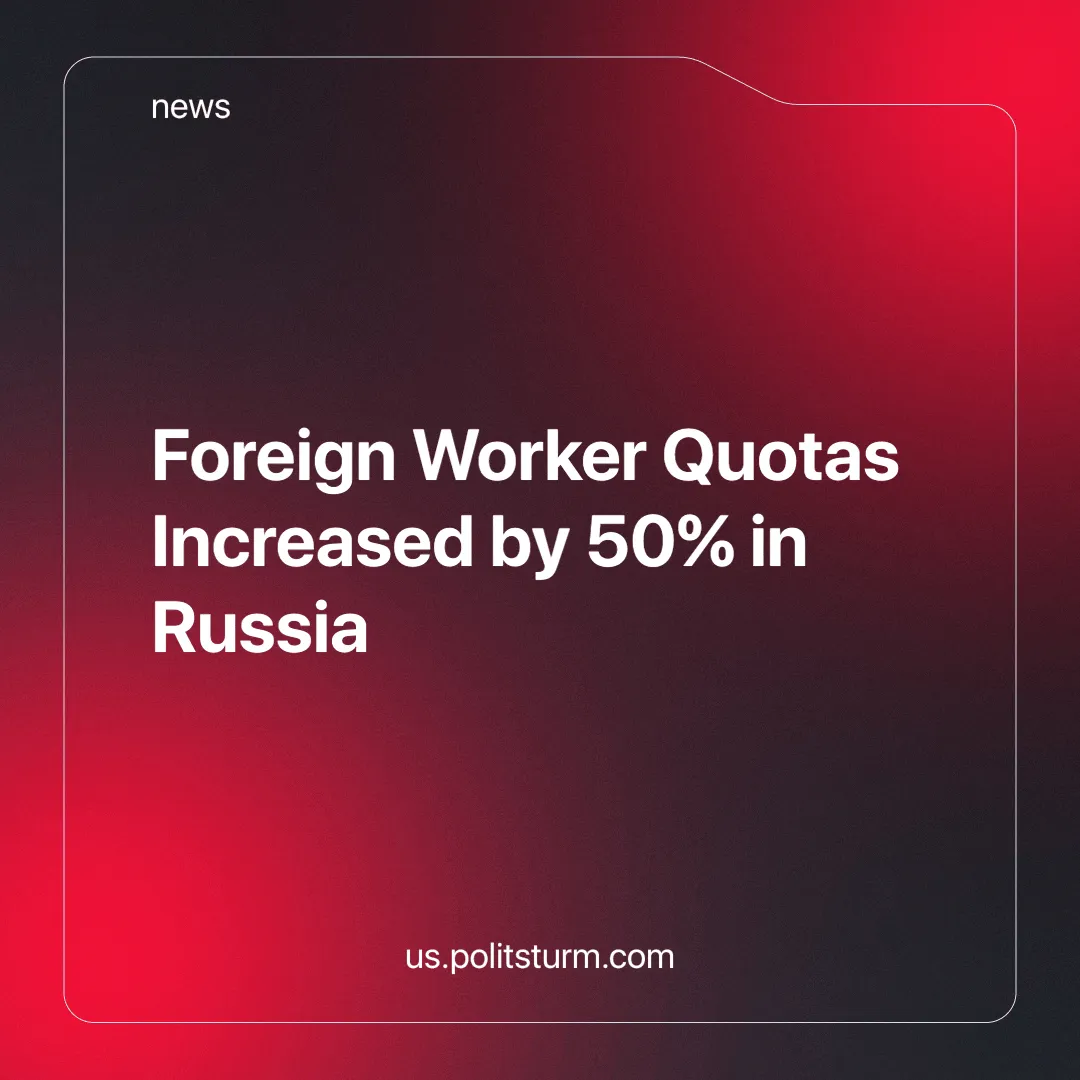 news
Foreign Worker Quotas
Increased by 50% in
Russia
us.politsturm.com